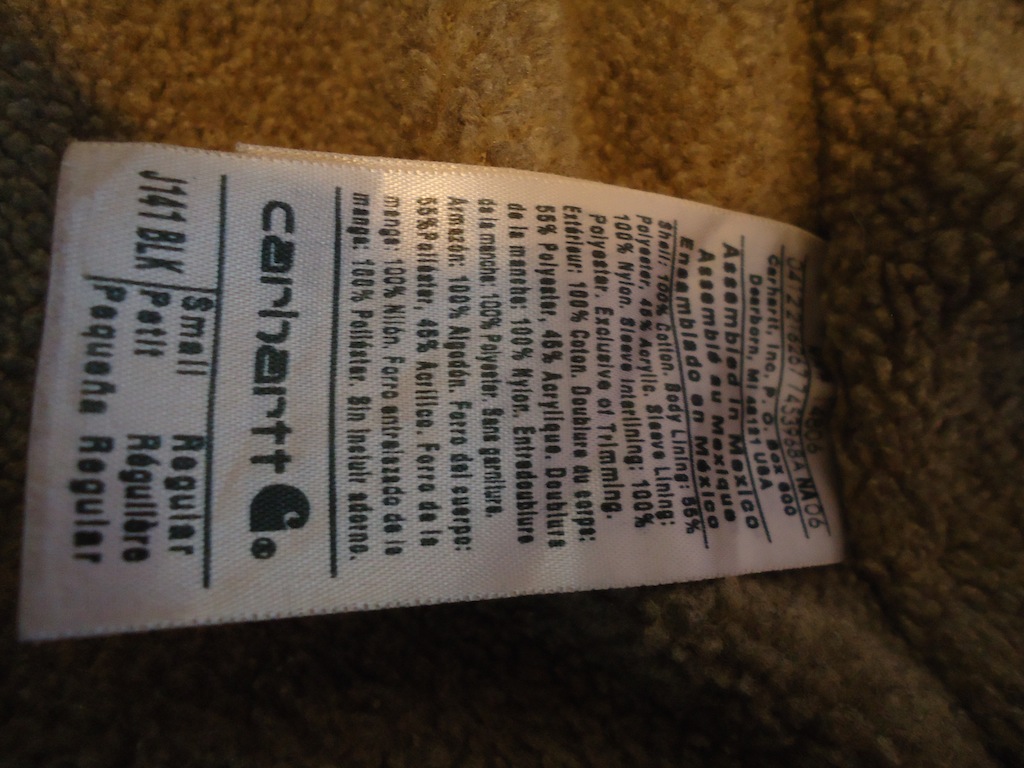 J141 BLK / Small Regular
/ Petit Régulière
/ Pequeña Regular
carhartt ®
Assembled in Mexico
Assemblé au Mexique
Ensamblado en México
Shell: 100% Cotton. Body Lining: 55%
Polyester, 45% Acrylic. Sleeve Lining:
100% Nylon. Sleeve Interlining: 100%
Polyester. Exclusive of Trimming.
Extérieur: 100% Coton. Doublure du corps:
55% Polyester, 45% Acrylique. Doublure
de la manche: 100% Nylon. Entredoublure
de la manche: 100% Polyester. Sans garniture.
Armazón: 100% Algodón. Forro del cuerpo:
55% Poliéster, 45% Acrílico. Forro de la
manga: 100% Nilón. Forro entrelazado de la
manga: 100% Poliéster. Sin incluir adorno.
Carhartt, Inc., P. O. Box 600
Dearborn, MI 48121 USA
NA 06